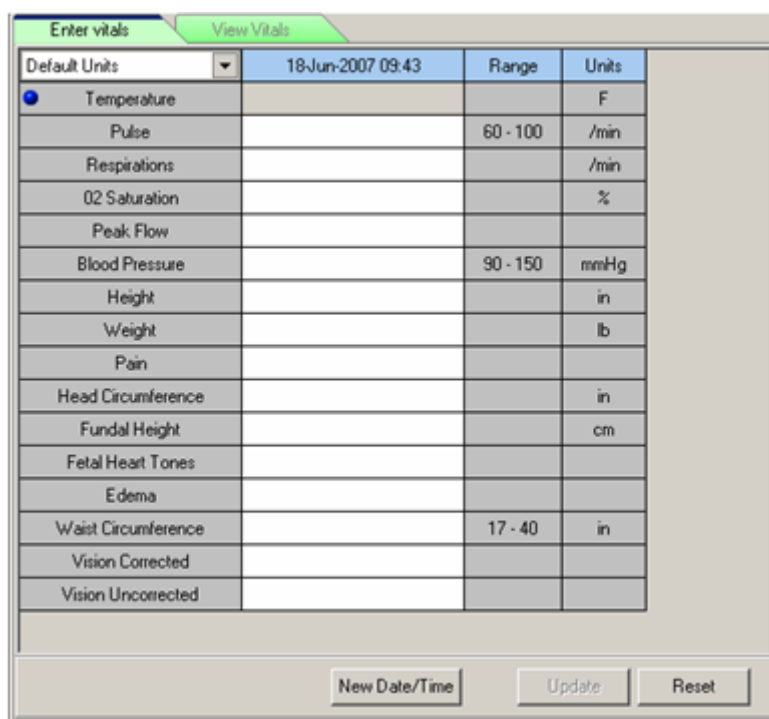 Enter vitals View Vitals
Default Units 18-Jun-2007 09:43 Range Units
Temperature F
Pulse 60 - 100 /min
Respirations /min
02 Saturation %
Peak Flow
Blood Pressure 90 - 150 mmHg
Height in
Weight lb
Pain
Head Circumference in
Fundal Height cm
Fetal Heart Tones
Edema
Waist Circumference 17 - 40 in
Vision Corrected
Vision Uncorrected
New Date/Time Update Reset